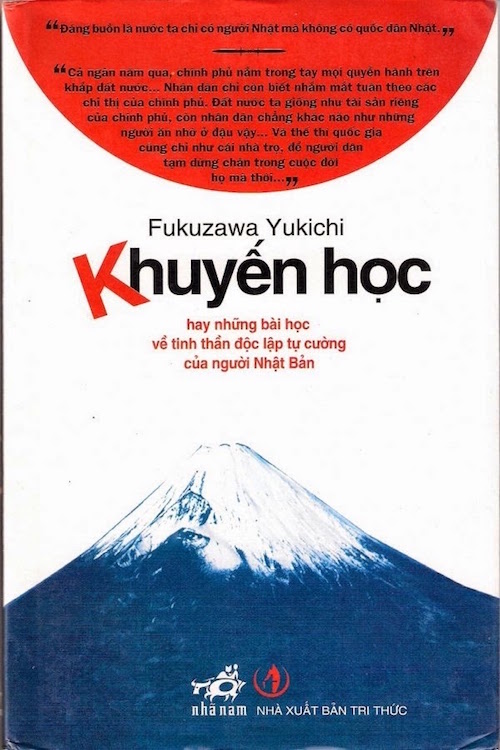 “Đáng buồn là nước ta chỉ có người Nhật mà không có quốc dân Nhật.„
“Cả ngàn năm qua, chính phủ nắm trong tay mọi quyền hành trên
khắp đất nước... Nhân dân chỉ còn biết nhắm mắt tuân theo các
chỉ thị của chính phủ. Đất nước ta giống như tài sản riêng
của chính phủ, còn nhân dân chẳng khác nào như những
người ăn nhờ ở đậu vậy... Và thế thì quốc gia
cũng chỉ như cái nhà trọ, để người dân
tạm dừng chân trong cuộc đời
họ mà thôi...„
Fukuzawa Yukichi
Khuyến học
hay những bài học
về tinh thần độc lập tự cường
của người Nhật Bản
nhã nam
NHÀ XUẤT BẢN TRI THỨC